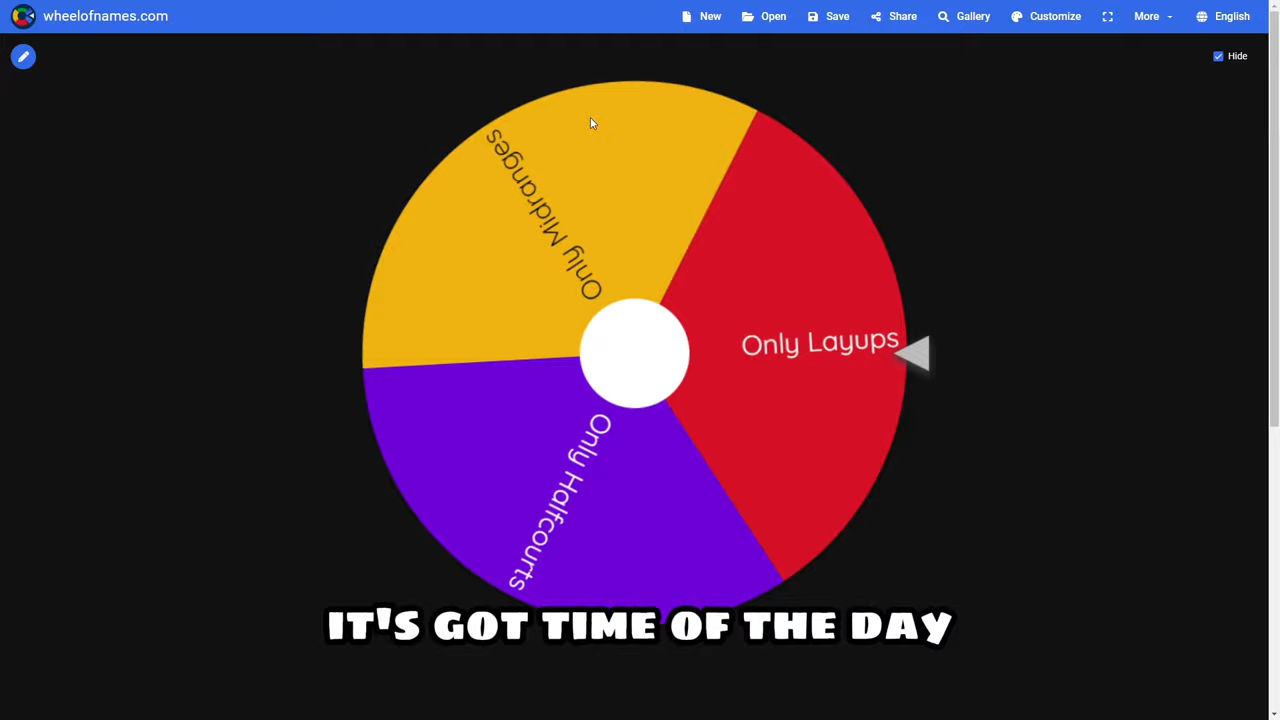 wheelofnames.com New Open Save Share Gallery Customize More English
Hide
Only Midranges
Only Layups
Only Halfcourts
IT'S GOT TIME OF THE DAY